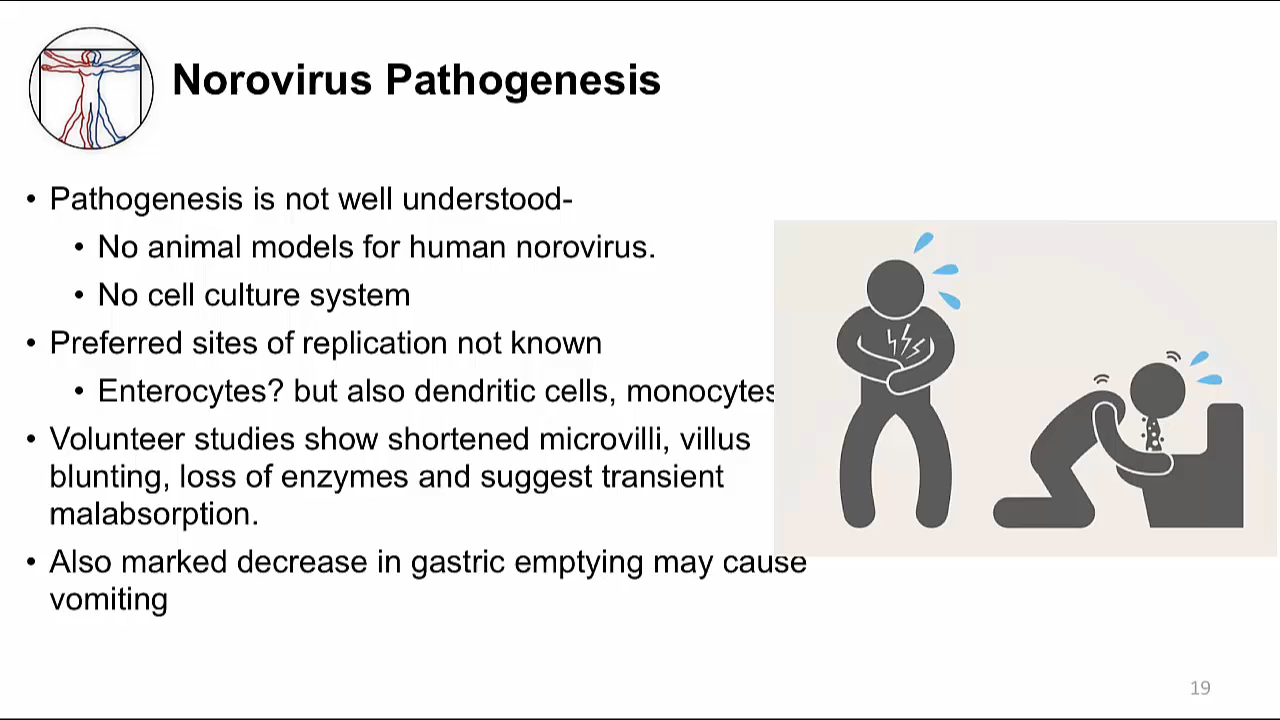 Norovirus Pathogenesis
• Pathogenesis is not well understood-
• No animal models for human norovirus.
• No cell culture system
• Preferred sites of replication not known
• Enterocytes? but also dendritic cells, monocytes
• Volunteer studies show shortened microvilli, villus
blunting, loss of enzymes and suggest transient
malabsorption.
• Also marked decrease in gastric emptying may cause
vomiting
19